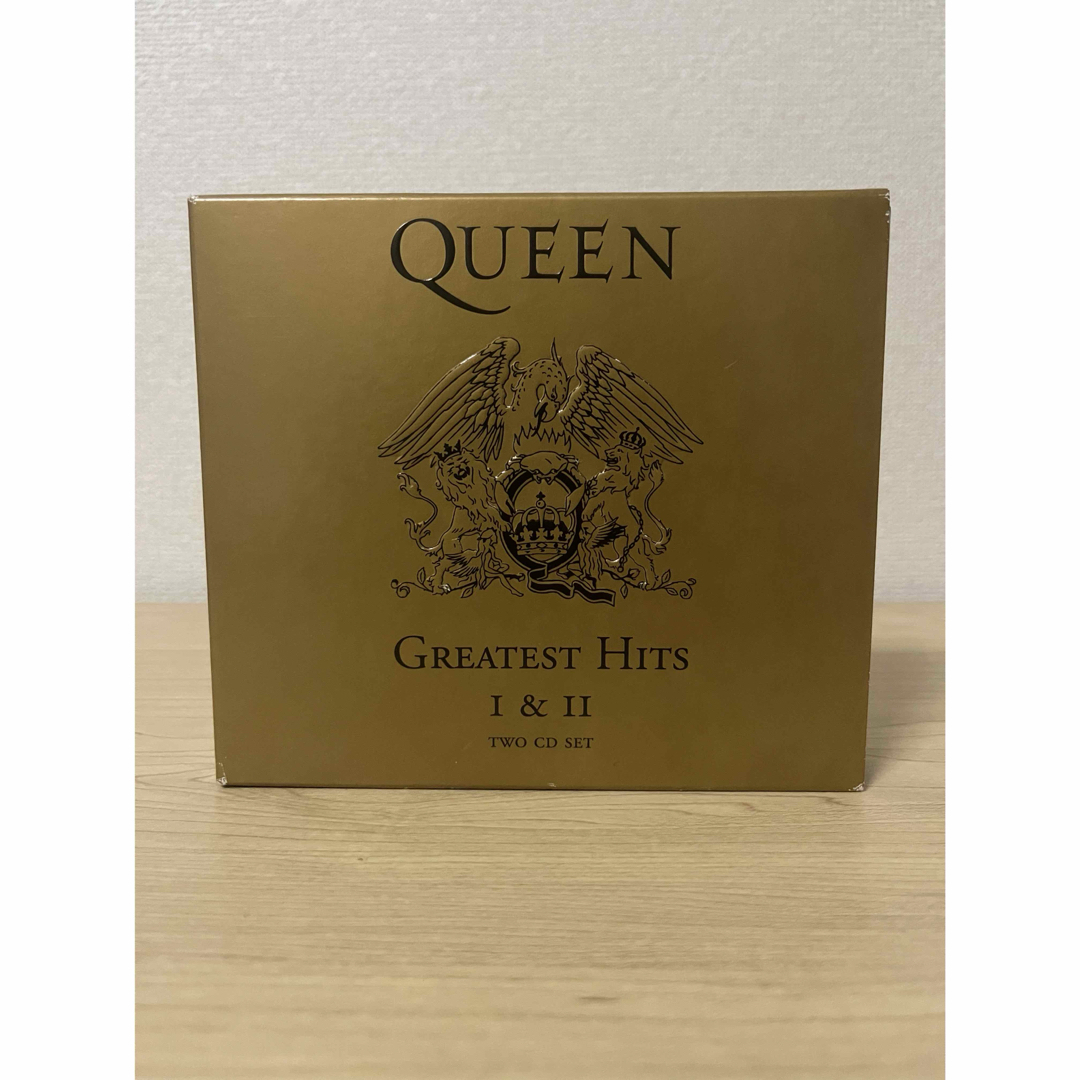 QUEEN
GREATEST HITS
I & II
TWO CD SET